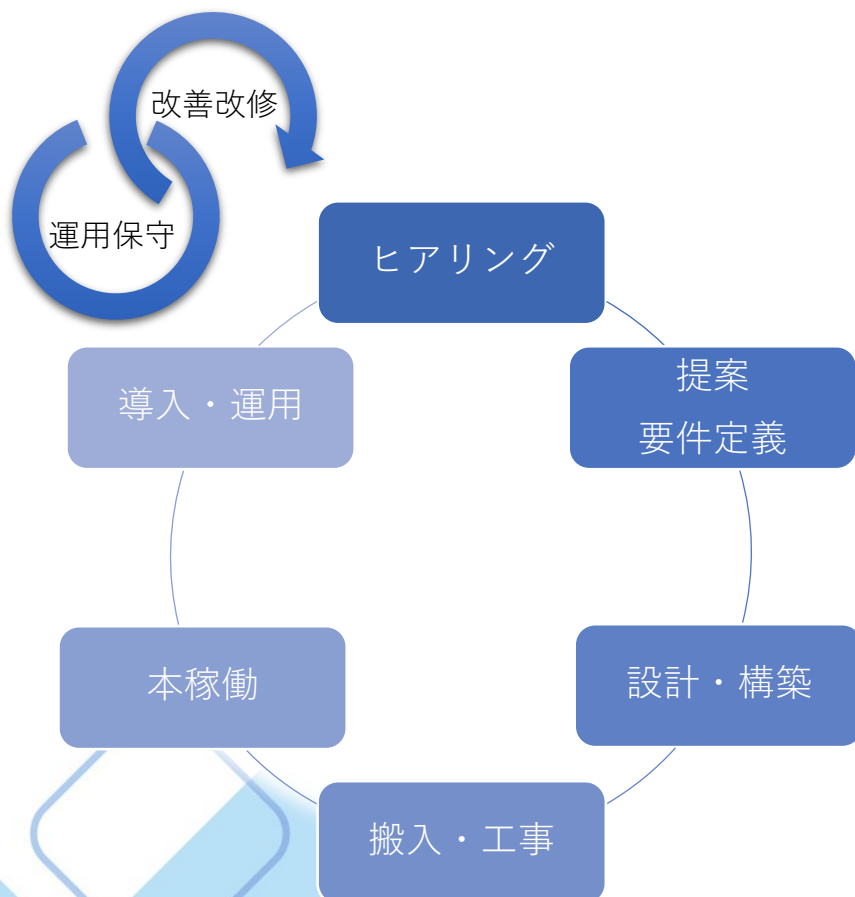 改善改修
運用保守
ヒアリング
提案
要件定義
設計・構築
搬入・工事
本稼働
導入・運用